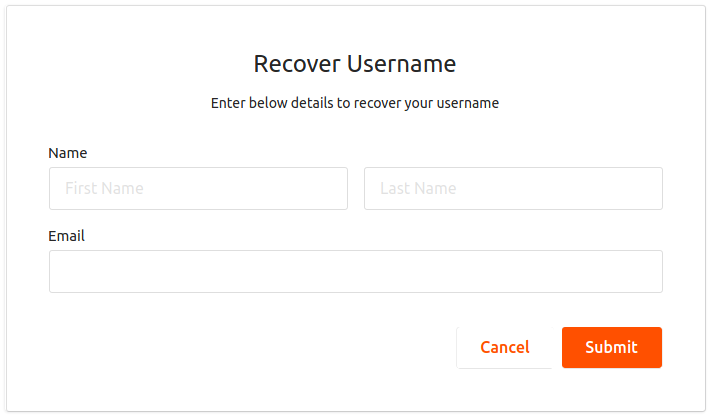 Recover Username
Enter below details to recover your username
Name
First Name
Last Name
Email
Cancel
Submit